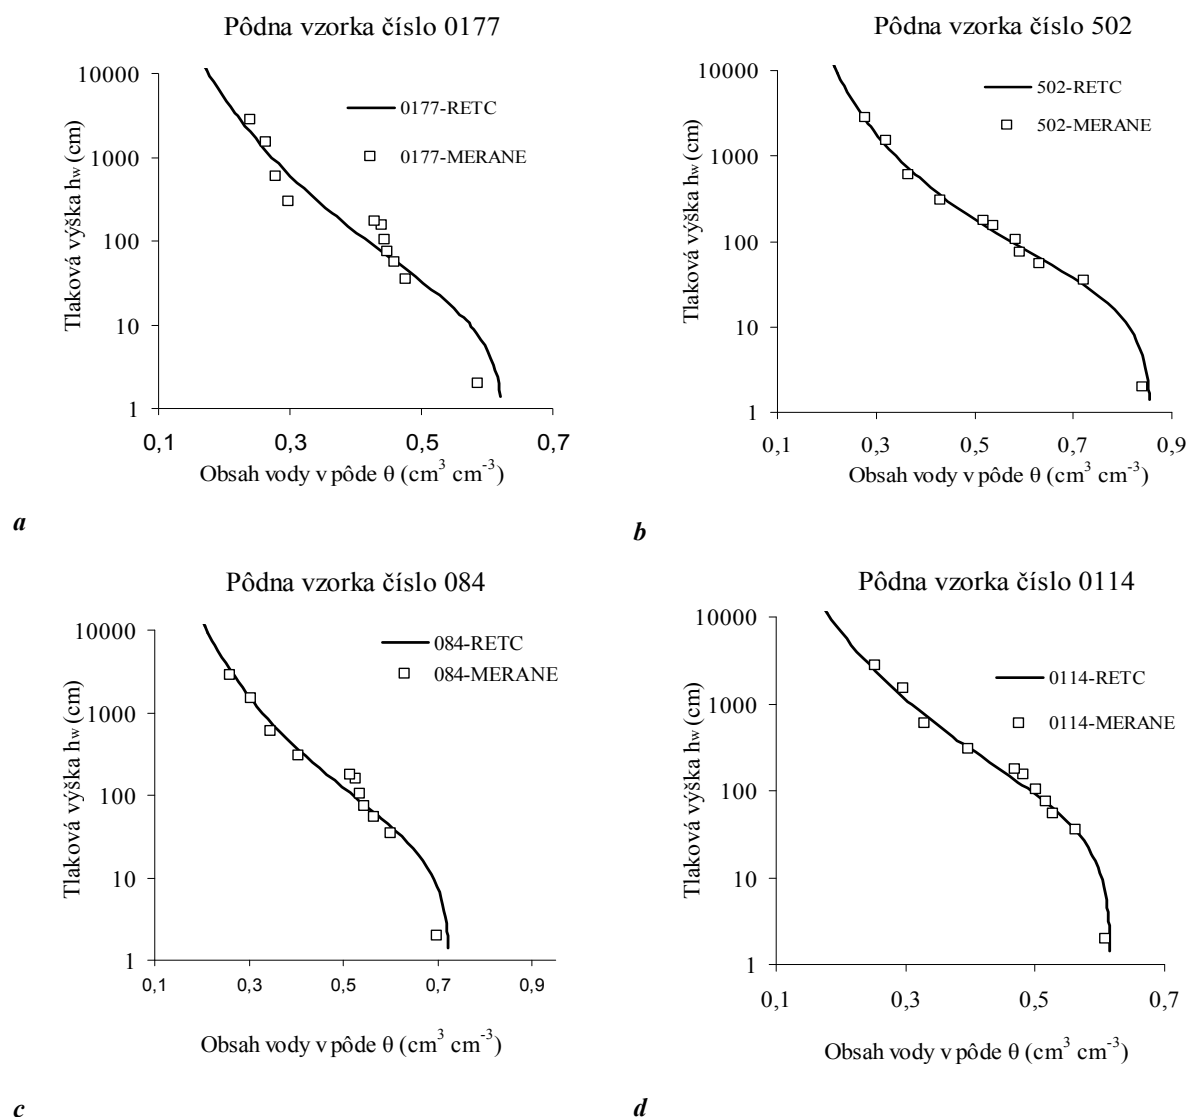 Pôdna vzorka číslo 0177
10000
1000
100
10
1
0,1 0,3 0,5 0,7
Tlaková výška hw (cm)
0177-RETC
0177-MERANE
Obsah vody v pôde θ (cm³ cm⁻³)
a
Pôdna vzorka číslo 502
10000
1000
100
10
1
0,1 0,3 0,5 0,7 0,9
Tlaková výška hw (cm)
502-RETC
502-MERANE
Obsah vody v pôde θ (cm³ cm⁻³)
b
Pôdna vzorka číslo 084
10000
1000
100
10
1
0,1 0,3 0,5 0,7 0,9
Tlaková výška hw (cm)
084-RETC
084-MERANE
Obsah vody v pôde θ (cm³ cm⁻³)
c
Pôdna vzorka číslo 0114
10000
1000
100
10
1
0,1 0,3 0,5 0,7
Tlaková výška hw (cm)
0114-RETC
0114-MERANE
Obsah vody v pôde θ (cm³ cm⁻³)
d